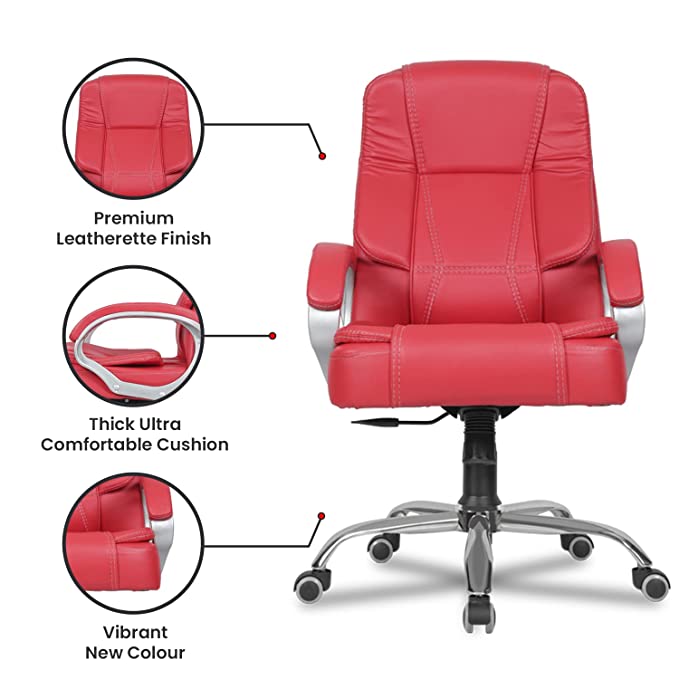 Premium
Leatherette Finish
Thick Ultra
Comfortable Cushion
Vibrant
New Colour